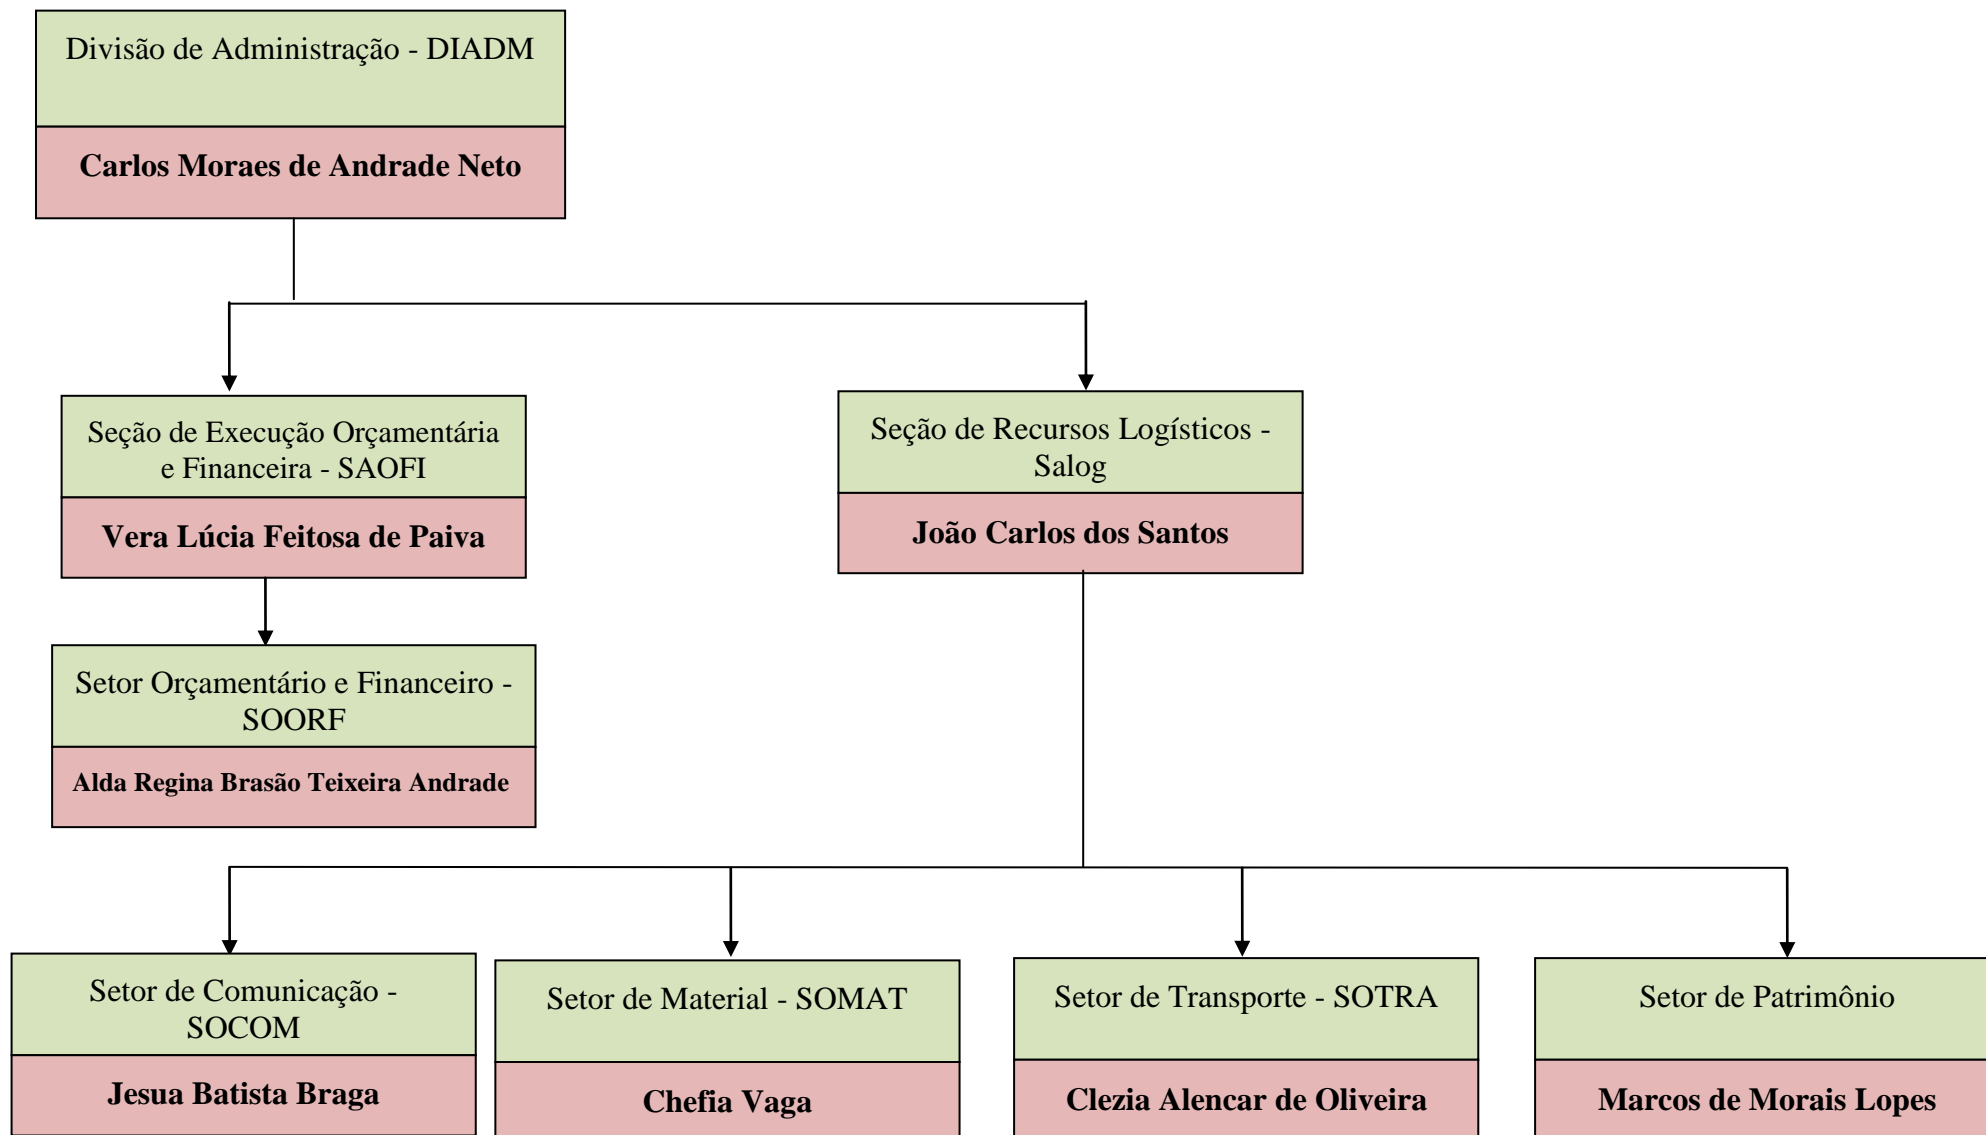 Divisão de Administração - DIADM
Carlos Moraes de Andrade Neto
Seção de Execução Orçamentária
e Financeira - SAOFI
Vera Lúcia Feitosa de Paiva
Seção de Recursos Logísticos -
Salog
João Carlos dos Santos
Setor Orçamentário e Financeiro -
SOORF
Alda Regina Brasão Teixeira Andrade
Setor de Comunicação -
SOCOM
Jesua Batista Braga
Setor de Material - SOMAT
Chefia Vaga
Setor de Transporte - SOTRA
Clezia Alencar de Oliveira
Setor de Patrimônio
Marcos de Morais Lopes